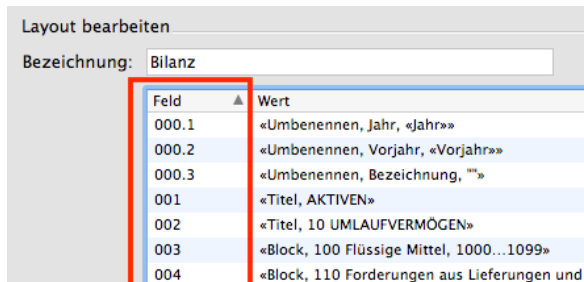 Layout bearbeiten
Bezeichnung: Bilanz
Feld Wert
000.1 «Umbenennen, Jahr, «Jahr»»
000.2 «Umbenennen, Vorjahr, «Vorjahr»»
000.3 «Umbenennen, Bezeichnung, ""»
001 «Titel, AKTIVEN»
002 «Titel, 10 UMLAUFVERMÖGEN»
003 «Block, 100 Flüssige Mittel, 1000...1099»
004 «Block, 110 Forderungen aus Lieferungen und